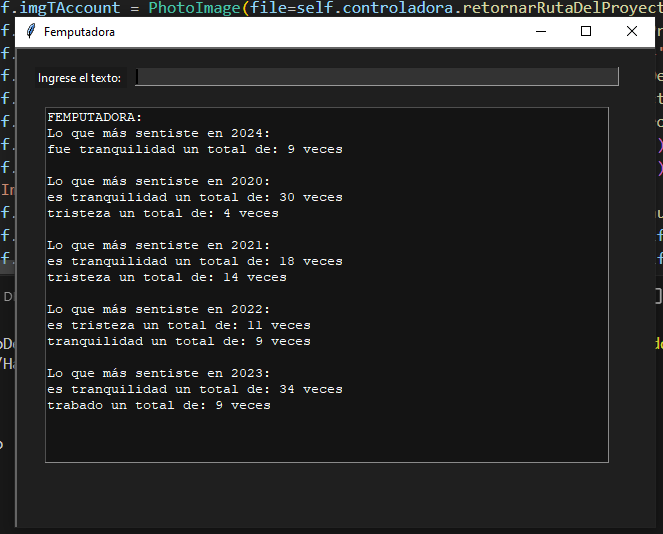 f.imgTAccount = PhotoImage(file=self.controladora.retornarRutaDelProyect
Femputadora
Ingrese el texto:
FEMPUTADORA:
Lo que más sentiste en 2024:
fue tranquilidad un total de: 9 veces
Lo que más sentiste en 2020:
es tranquilidad un total de: 30 veces
tristeza un total de: 4 veces
Lo que más sentiste en 2021:
es tranquilidad un total de: 18 veces
tristeza un total de: 14 veces
Lo que más sentiste en 2022:
es tristeza un total de: 11 veces
tranquilidad un total de: 9 veces
Lo que más sentiste en 2023:
es tranquilidad un total de: 34 veces
trabado un total de: 9 veces